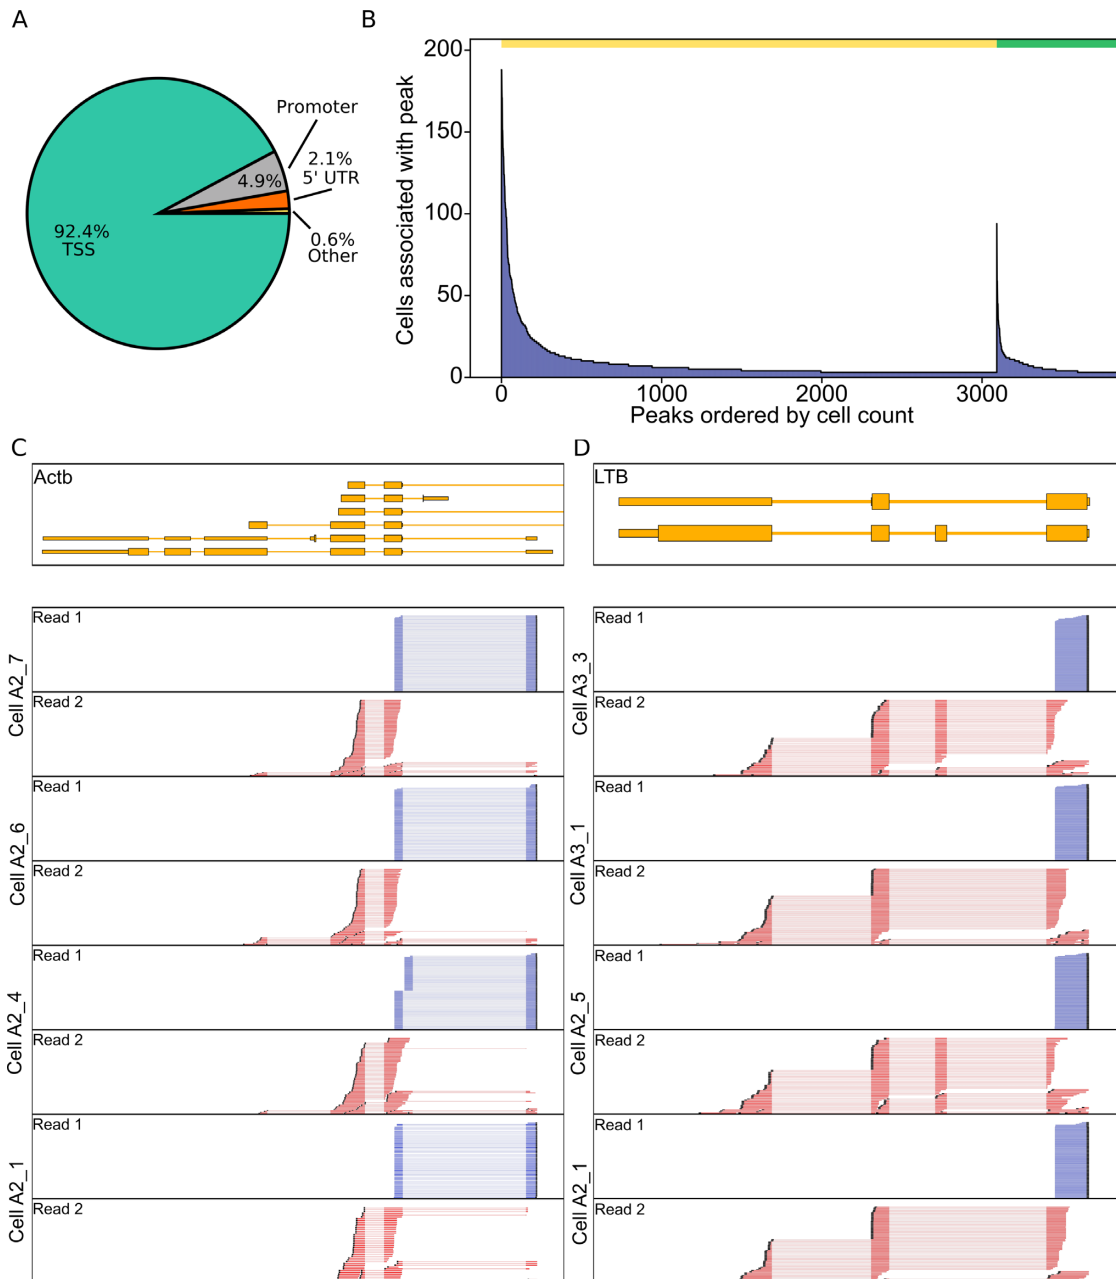 A
Promoter
2.1%
5' UTR
4.9%
92.4%
TSS
0.6%
Other
B
Cells associated with peak
200
150
100
50
0
0 1000 2000 3000
Peaks ordered by cell count
C
Actb
Cell A2_7
Read 1
Read 2
Cell A2_6
Read 1
Read 2
Cell A2_4
Read 1
Read 2
Cell A2_1
Read 1
Read 2
D
LTB
Cell A3_3
Read 1
Read 2
Cell A3_1
Read 1
Read 2
Cell A2_5
Read 1
Read 2
Cell A2_1
Read 1
Read 2